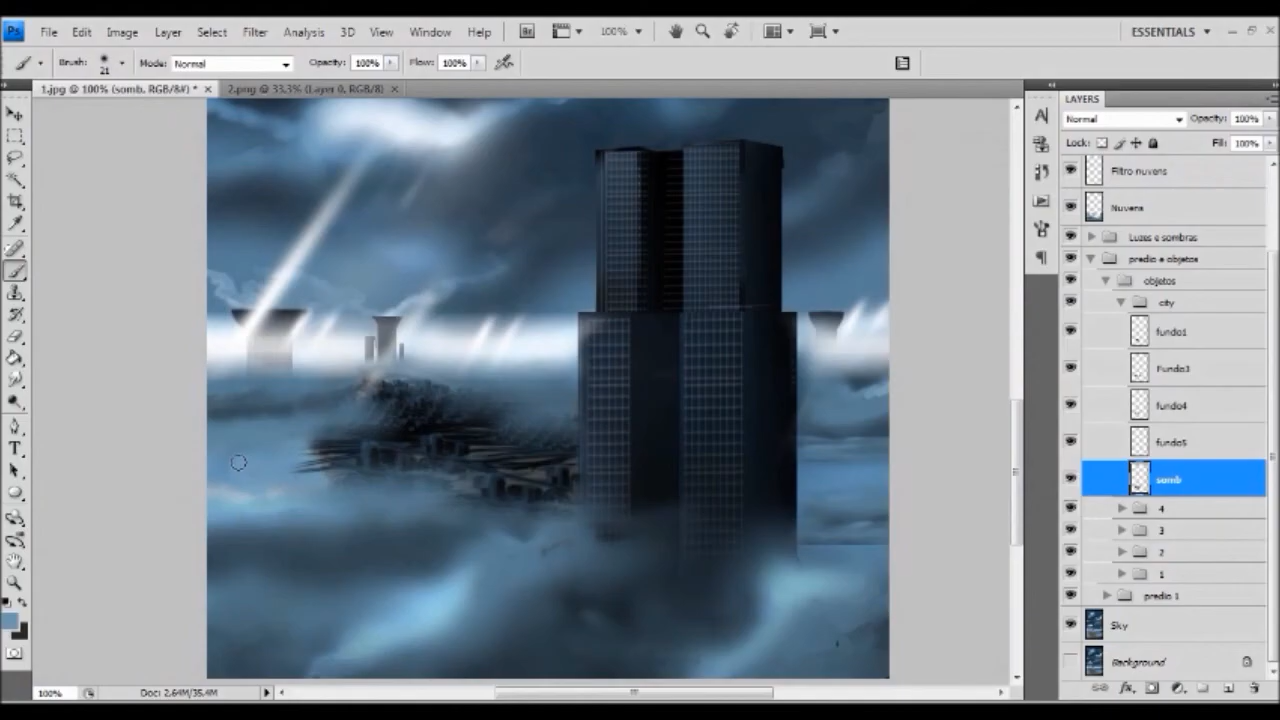 Ps File Edit Image Layer Select Filter Analysis 3D View Window Help Br 100% ESSENTIALS
Brush: 21 Mode: Normal Opacity: 100% Flow: 100%
1.jpg @ 100% (somb, RGB/8#) * × 2.png @ 33.3% (Layer 0, RGB/8) ×
LAYERS
Normal Opacity: 100%
Lock: Fill: 100%
Filtro nuvens
Nuvens
Luzes e sombras
predio e objetos
objetos
city
fundo1
Fundo3
fundo4
fundo5
somb
4
3
2
1
predio 1
Sky
Background
100% Doc: 2.64M/35.4M